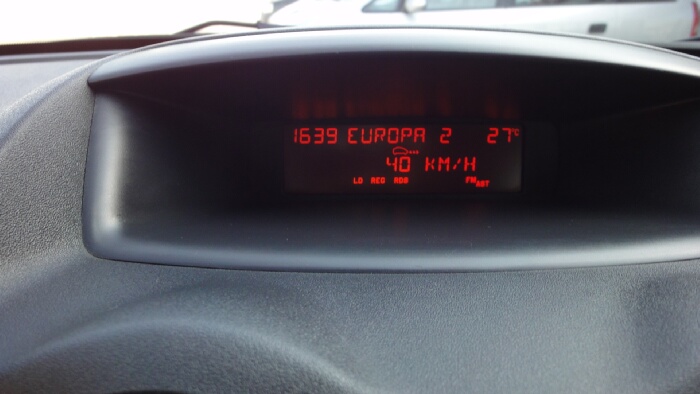 1639 EUROPA 2 27°C
40 KM/H
LO REG RDS FM AST